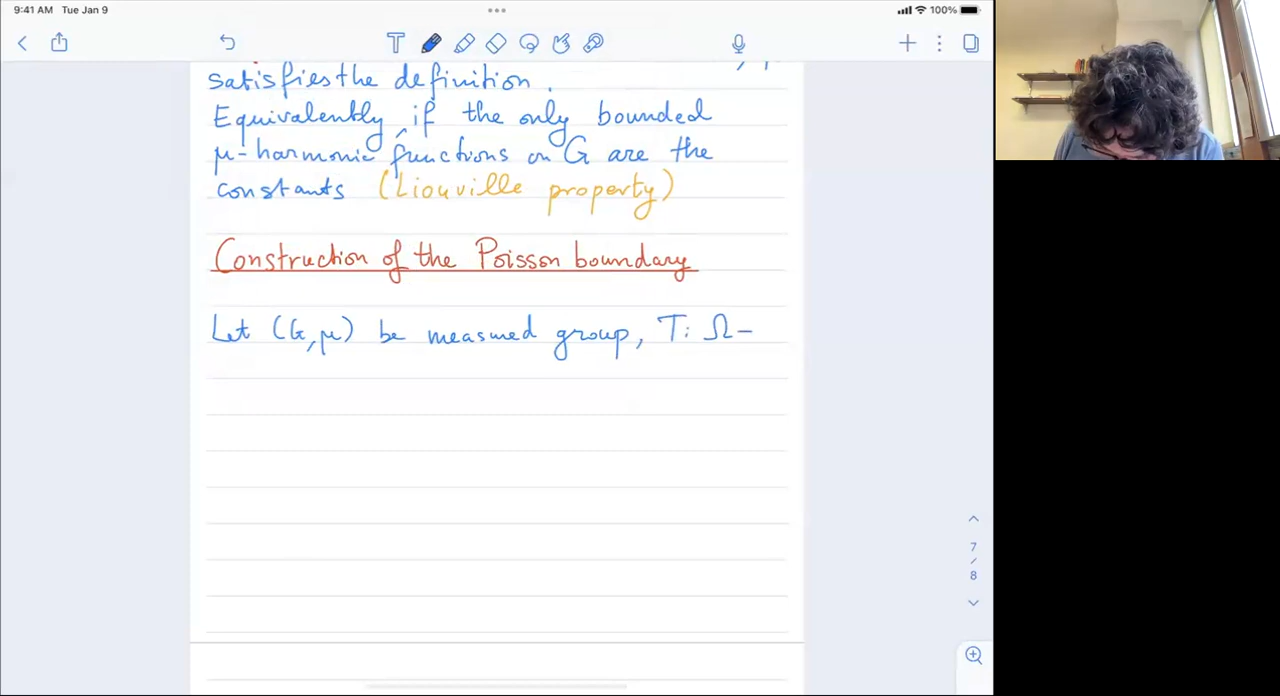 9:41 AM Tue Jan 9
100%
satisfies the definition.
Equivalently, if the only bounded
μ-harmonic functions on G are the
constants (Liouville property)
Construction of the Poisson boundary
Let (G,μ) be measured group, T: Ω-
7
/
8